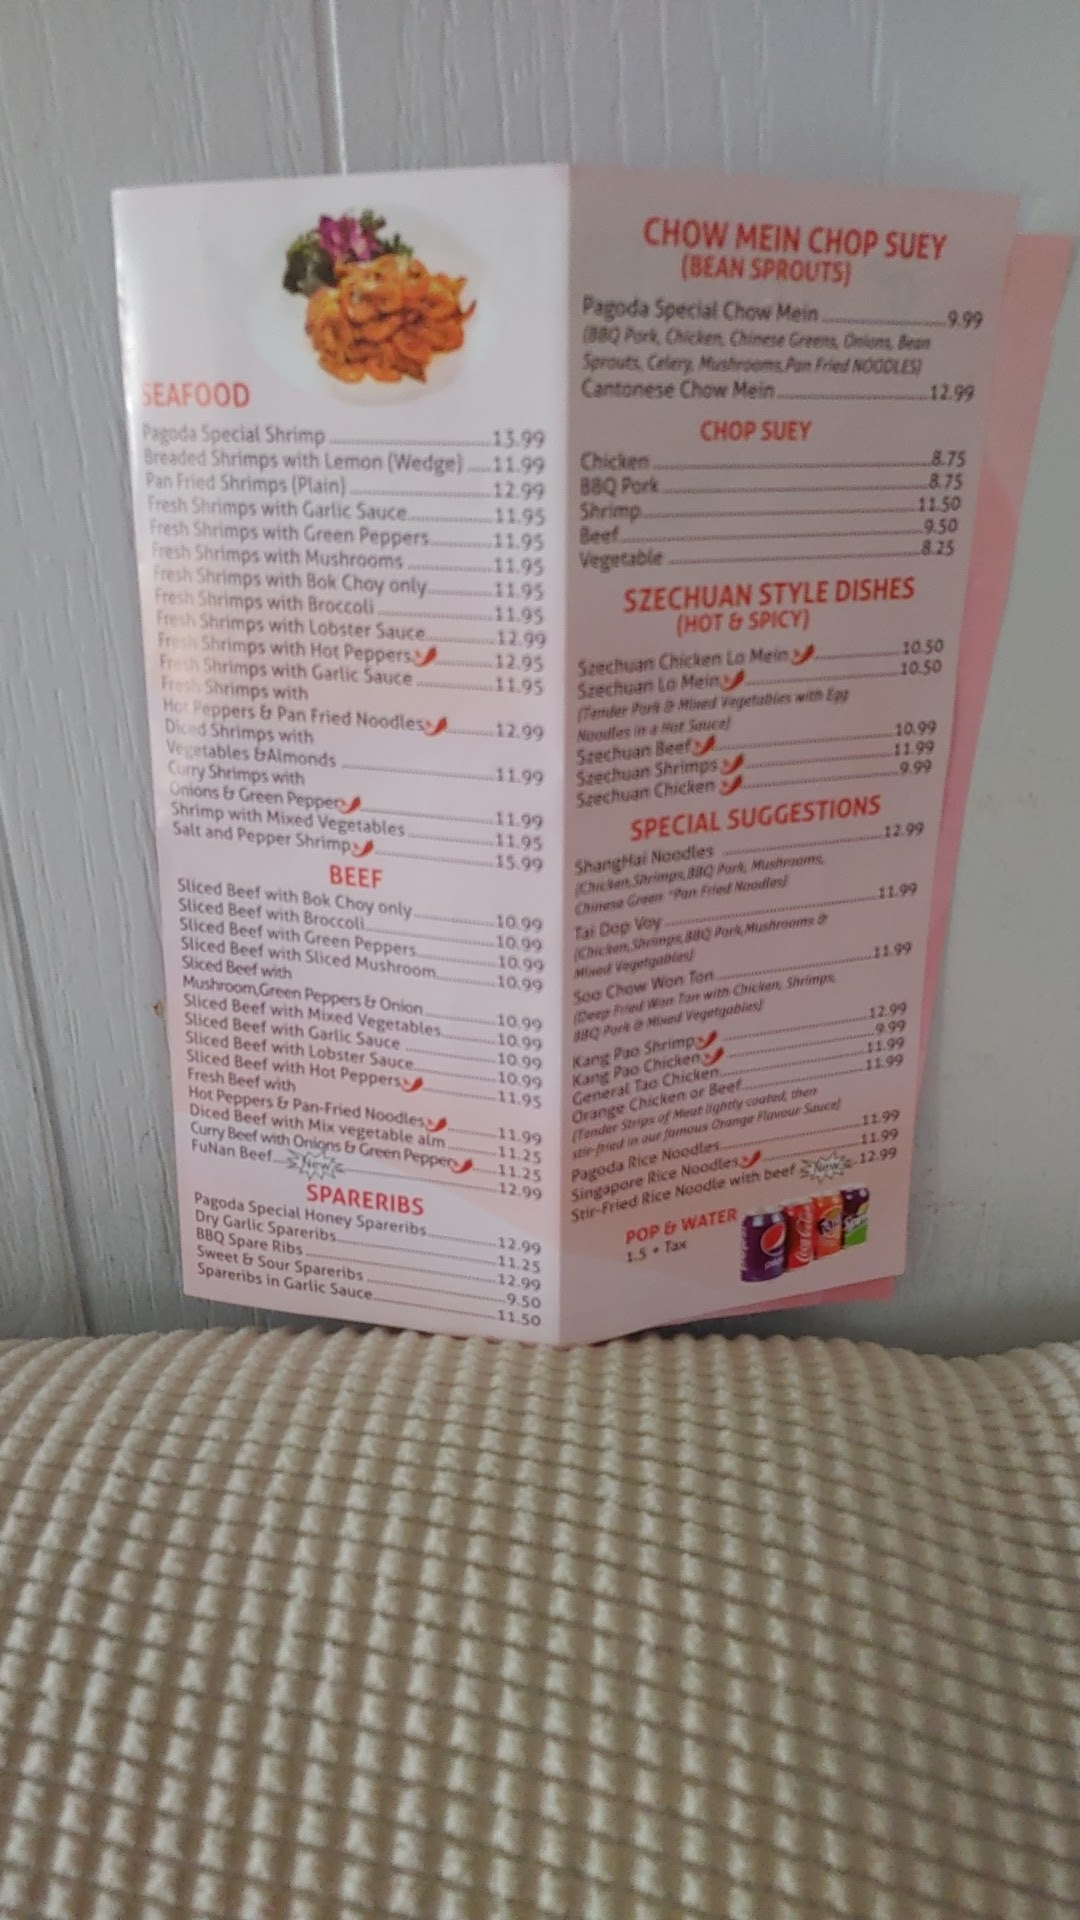 SEAFOOD
Pagoda Special Shrimp 13.99
Breaded Shrimps with Lemon (Wedge) 11.99
Pan Fried Shrimps (Plain) 12.99
Fresh Shrimps with Garlic Sauce 11.95
Fresh Shrimps with Green Peppers 11.95
Fresh Shrimps with Mushrooms 11.95
Fresh Shrimps with Bok Choy only 11.95
Fresh Shrimps with Broccoli 11.95
Fresh Shrimps with Lobster Sauce 12.99
Fresh Shrimps with Hot Peppers 12.95
Fresh Shrimps with Garlic Sauce 11.95
Fresh Shrimps with
Hot Peppers & Pan Fried Noodles 12.99
Diced Shrimps with
Vegetables &Almonds 11.99
Curry Shrimps with
Onions & Green Pepper 11.99
Shrimp with Mixed Vegetables 11.95
Salt and Pepper Shrimp 15.99
BEEF
Sliced Beef with Bok Choy only 10.99
Sliced Beef with Broccoli 10.99
Sliced Beef with Green Peppers 10.99
Sliced Beef with Sliced Mushroom 10.99
Sliced Beef with
Mushroom,Green Peppers & Onion 10.99
Sliced Beef with Mixed Vegetables 10.99
Sliced Beef with Garlic Sauce 10.99
Sliced Beef with Lobster Sauce 10.99
Sliced Beef with Hot Peppers 11.95
Fresh Beef with
Hot Peppers & Pan-Fried Noodles 11.99
Diced Beef with Mix vegetable alm 11.25
Curry Beef with Onions & Green Pepper 11.25
FuNan Beef New 12.99
SPARERIBS
Pagoda Special Honey Spareribs 12.99
Dry Garlic Spareribs 11.25
BBQ Spare Ribs 12.99
Sweet & Sour Spareribs 9.50
Spareribs in Garlic Sauce 11.50
CHOW MEIN CHOP SUEY
(BEAN SPROUTS)
Pagoda Special Chow Mein 9.99
(BBQ Pork, Chicken, Chinese Greens, Onions, Bean
Sprouts, Celery, Mushrooms,Pan Fried NOODLES)
Cantonese Chow Mein 12.99
CHOP SUEY
Chicken 8.75
BBQ Pork 8.75
Shrimp 11.50
Beef 9.50
Vegetable 8.25
SZECHUAN STYLE DISHES
(HOT & SPICY)
Szechuan Chicken Lo Mein 10.50
Szechuan Lo Mein 10.50
(Tender Pork & Mixed Vegetables with Egg
Noodles in a Hot Sauce)
Szechuan Beef 10.99
Szechuan Shrimps 11.99
Szechuan Chicken 9.99
SPECIAL SUGGESTIONS
ShangHai Noodles 12.99
(Chicken,Shrimps,BBQ Pork, Mushrooms,
Chinese Green *Pan Fried Noodles)
Tai Dop Voy 11.99
(Chicken,Shrimps,BBQ Pork,Mushrooms &
Mixed Vegetgables)
Soo Chow Won Ton 11.99
(Deep Fried Won Ton with Chicken, Shrimps,
BBQ Pork & Mixed Vegetgables)
Kang Pao Shrimp 12.99
Kang Pao Chicken 9.99
General Tao Chicken 11.99
Orange Chicken or Beef 11.99
(Tender Strips of Meat lightly coated, then
stir-fried in our famous Orange Flavour Sauce)
Pagoda Rice Noodles 11.99
Singapore Rice Noodles 11.99
Stir-Fried Rice Noodle with beef New 12.99
POP & WATER
1.5 + Tax
Coca-Cola